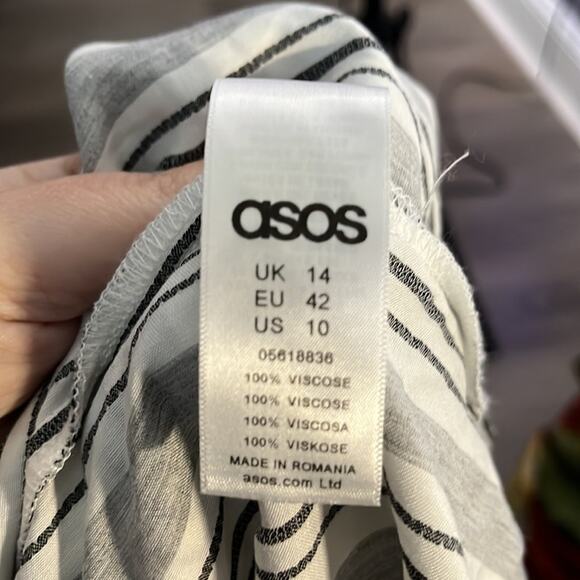 asos
UK 14
EU 42
US 10
05618836
100% VISCOSE
100% VISCOSE
100% VISCOSA
100% VISKOSE
MADE IN ROMANIA
asos.com Ltd